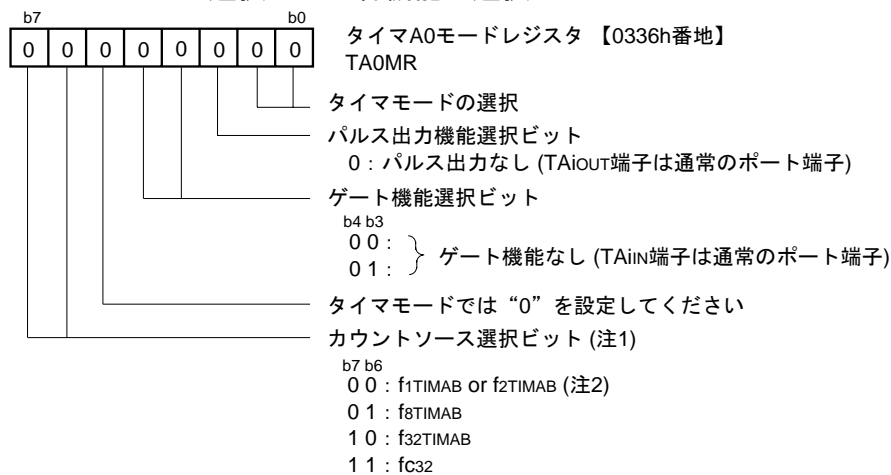 b7 b0
0 0 0 0 0 0 0 0
タイマA0モードレジスタ 【0336h番地】
TA0MR
タイマモードの選択
パルス出力機能選択ビット
0 : パルス出力なし (TAiOUT端子は通常のポート端子)
ゲート機能選択ビット
b4 b3
0 0 :
0 1 :
ゲート機能なし (TAiIN端子は通常のポート端子)
タイマモードでは“0”を設定してください
カウントソース選択ビット (注1)
b7 b6
0 0 : f1TIMAB or f2TIMAB (注2)
0 1 : f8TIMAB
1 0 : f32TIMAB
1 1 : fC32